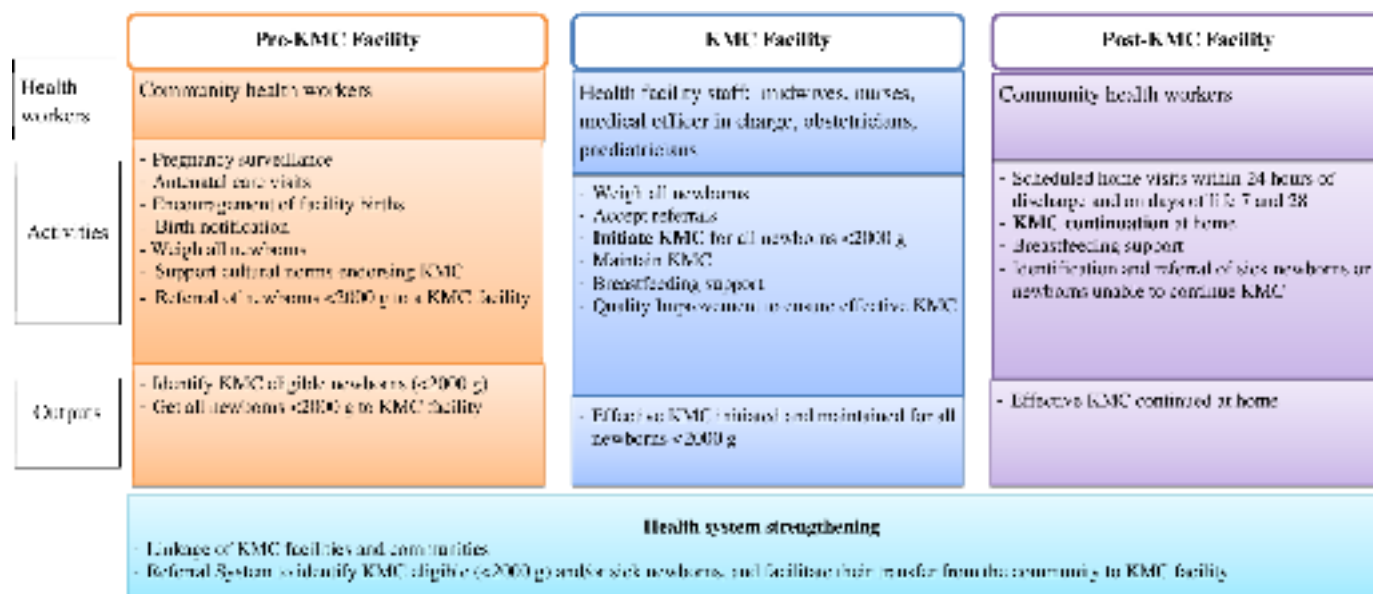 Pre-KMC Facility
KMC Facility
Post-KMC Facility
Health
workers
Community health workers
Health facility staff: midwives, nurses,
medical officer in charge, obstetricians,
paediatricians
Community health workers
Activities
- Pregnancy surveillance
- Antenatal care visits
- Encouragement of facility births
- Birth notification
- Weigh all newborns
- Support cultural norms endorsing KMC
- Referral of newborns <2000 g to a KMC facility
- Weigh all newborns
- Accept referrals
- Initiate KMC for all newborns <2000 g
- Maintain KMC
- Breastfeeding support
- Quality Improvement to ensure effective KMC
- Scheduled home visits within 24 hours of
discharge and on days of life 7 and 28
- KMC continuation at home
- Breastfeeding support
- Identification and referral of sick newborns or
newborns unable to continue KMC
Outputs
- Identify KMC eligible newborns (<2000 g)
- Get all newborns <2000 g to KMC facility
- Effective KMC initiated and maintained for all
newborns <2000 g
- Effective KMC continued at home
Health system strengthening
- Linkage of KMC facilities and communities
- Referral System to identify KMC eligible (<2000 g) and/or sick newborns, and facilitate their transfer from the community to KMC facility